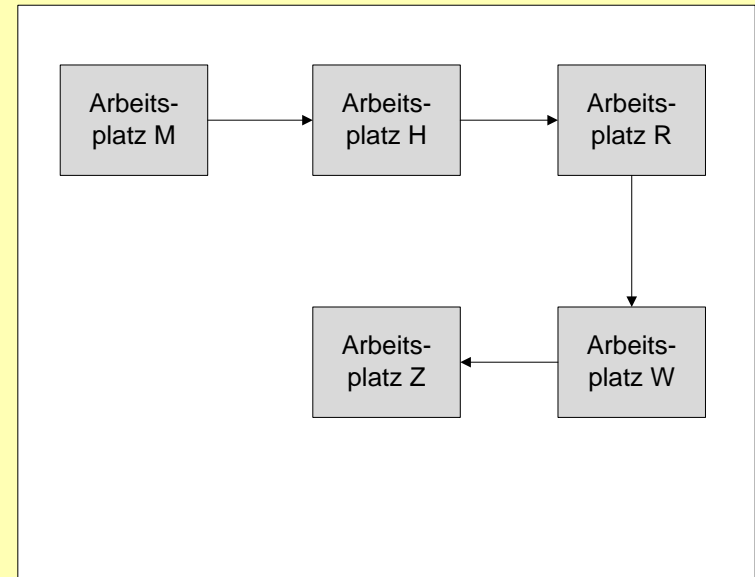 Arbeits-
platz M
Arbeits-
platz H
Arbeits-
platz R
Arbeits-
platz Z
Arbeits-
platz W